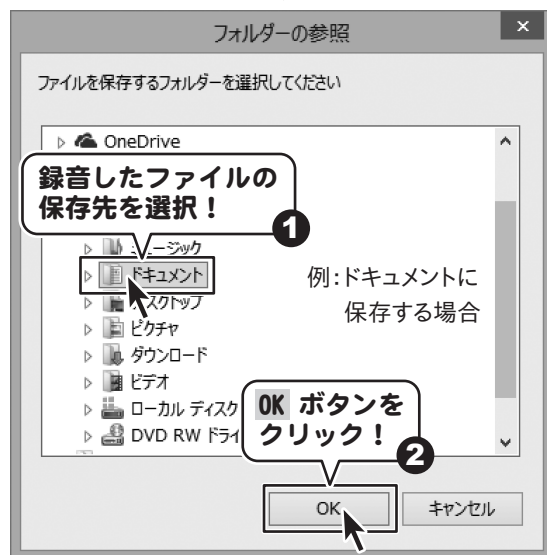 フォルダーの参照
ファイルを保存するフォルダーを選択してください
OneDrive
録音したファイルの
保存先を選択！
1
ミュージック
ドキュメント
例:ドキュメントに
保存する場合
デスクトップ
ピクチャ
ダウンロード
ビデオ
ローカル ディスク
DVD RW ドライ
OK ボタンを
クリック！
2
OK
キャンセル